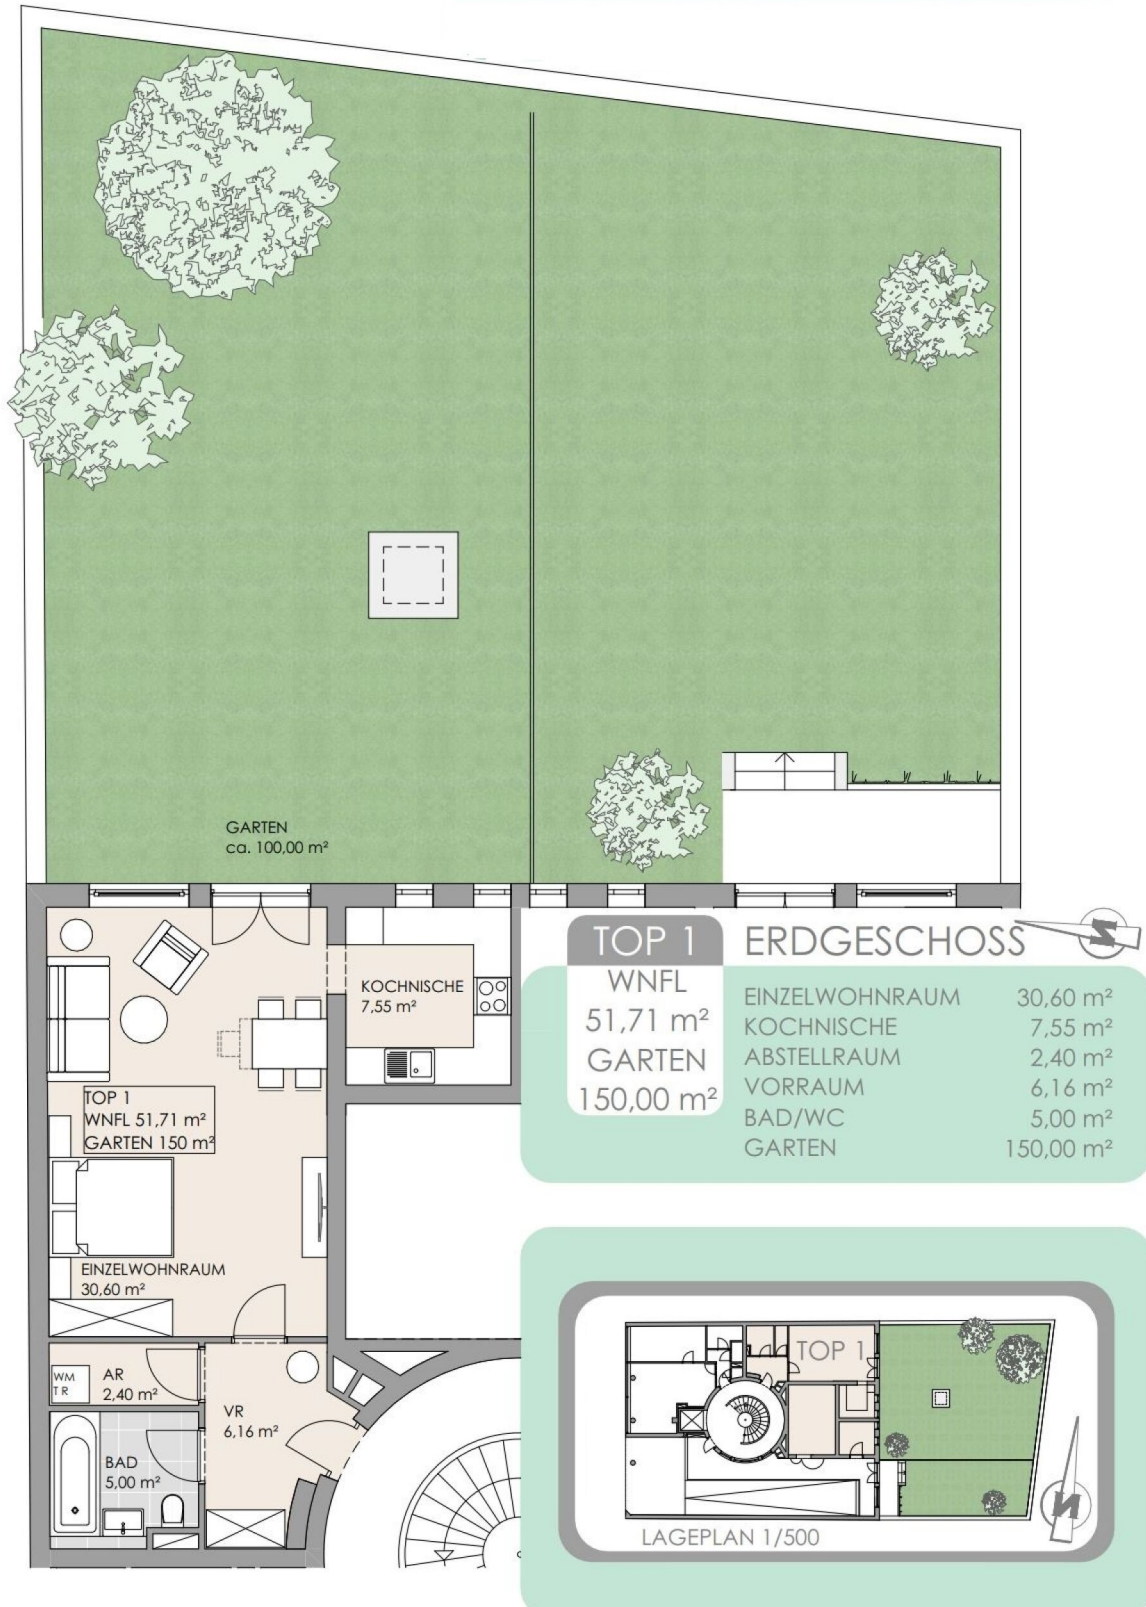 GARTEN
ca. 100,00 m²
KOCHNISCHE
7,55 m²
TOP 1
WNFL 51,71 m²
GARTEN 150 m²
EINZELWOHNRAUM
30,60 m²
WM
TR
AR
2,40 m²
VR
6,16 m²
BAD
5,00 m²
TOP 1
WNFL
51,71 m²
GARTEN
150,00 m²
ERDGESCHOSS
N
EINZELWOHNRAUM 30,60 m²
KOCHNISCHE 7,55 m²
ABSTELLRAUM 2,40 m²
VORRAUM 6,16 m²
BAD/WC 5,00 m²
GARTEN 150,00 m²
TOP 1
N
LAGEPLAN 1/500